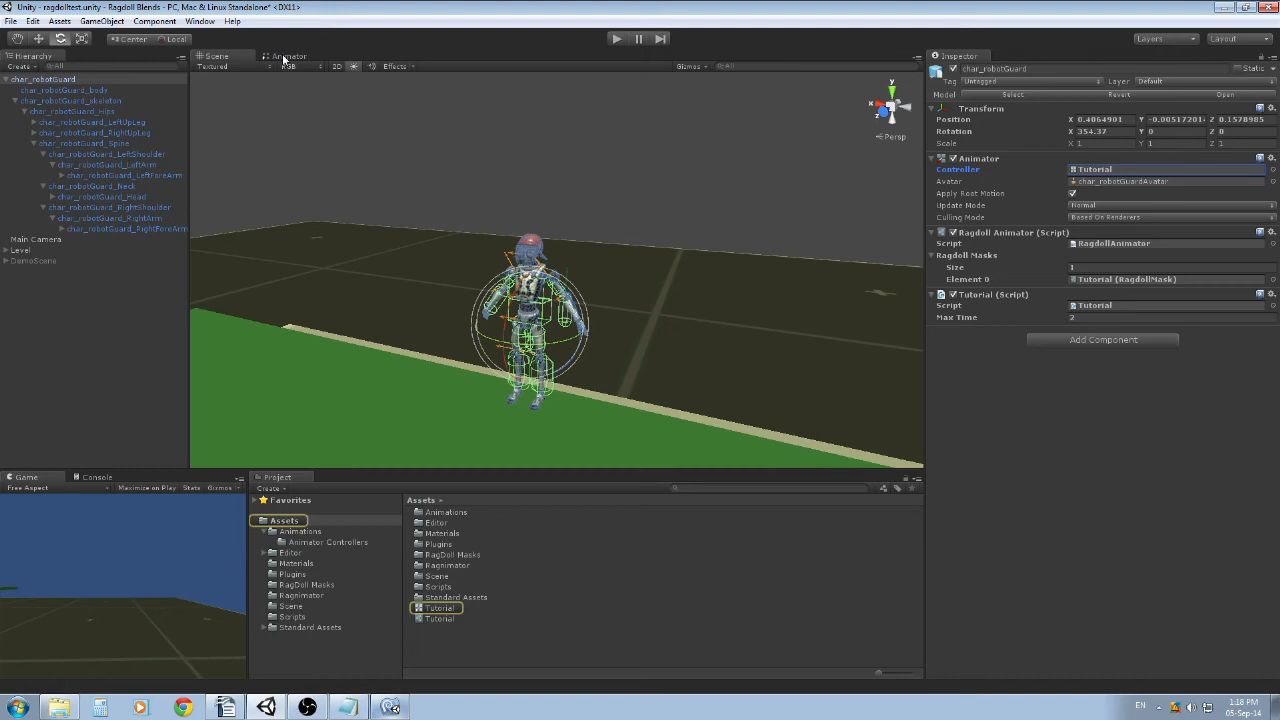 Unity - ragdolltest.unity - Ragdoll Blends - PC, Mac & Linux Standalone* <DX11>
File Edit Assets GameObject Component Window Help
Center Local Layers Layout
Hierarchy
Create All
char_robotGuard
char_robotGuard_body
char_robotGuard_skeleton
char_robotGuard_Hips
char_robotGuard_LeftUpLeg
char_robotGuard_RightUpLeg
char_robotGuard_Spine
char_robotGuard_LeftShoulder
char_robotGuard_LeftArm
char_robotGuard_LeftForeArm
char_robotGuard_Neck
char_robotGuard_Head
char_robotGuard_RightShoulder
char_robotGuard_RightArm
char_robotGuard_RightForeArm
Main Camera
Level
DemoScene
Scene Animator
Textured RGB 2D Effects Gizmos All
y
x
z
Persp
Inspector
char_robotGuard Static
Tag Untagged Layer Default
Model Select Revert Open
Transform
Position X 0.4064901 Y -0.005172014 Z 0.1578985
Rotation X 354.37 Y 0 Z 0
Scale X 1 Y 1 Z 1
Animator
Controller Tutorial
Avatar char_robotGuardAvatar
Apply Root Motion
Update Mode Normal
Culling Mode Based On Renderers
Ragdoll Animator (Script)
Script RagdollAnimator
Ragdoll Masks
Size 1
Element 0 Tutorial (RagdollMask)
Tutorial (Script)
Script Tutorial
Max Time 2
Add Component
Game Console
Free Aspect Maximize on Play Stats Gizmos
Project
Create
Favorites
Assets
Animations
Animator Controllers
Editor
Materials
Plugins
RagDoll Masks
Ragnimator
Scene
Scripts
Standard Assets
Assets
Animations
Editor
Materials
Plugins
RagDoll Masks
Ragnimator
Scene
Scripts
Standard Assets
Tutorial
Tutorial
EN
1:18 PM
05-Sep-14